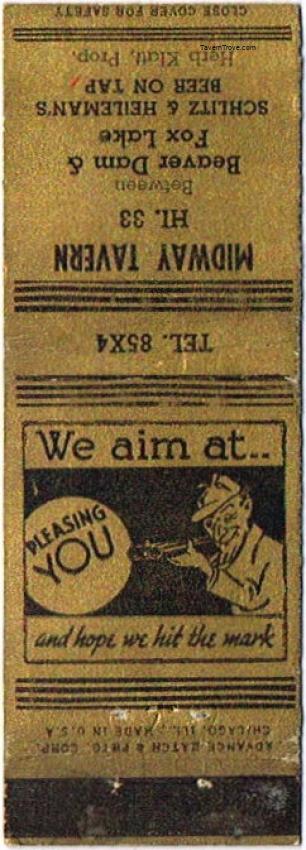 MIDWAY TAVERN
HI. 33
Between
Beaver Dam &
Fox Lake
SCHLITZ & HEILEMAN'S
BEER ON TAP
Herb Klatt, Prop.
CLOSE COVER FOR SAFETY
TavernTrove.com
TEL. 85X4
We aim at..
PLEASING
YOU
and hope we hit the mark
ADVANCE MATCH & PRTG. CORP.
CHICAGO, ILL., MADE IN U.S.A.